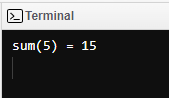 Terminal
sum(5) = 15